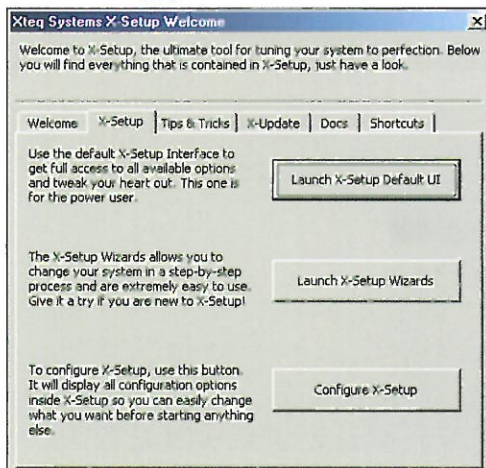 Xteq Systems X-Setup Welcome
Welcome to X-Setup, the ultimate tool for tuning your system to perfection. Below
you will find everything that is contained in X-Setup, just have a look.
Welcome X-Setup Tips & Tricks X-Update Docs Shortcuts
Use the default X-Setup Interface to
get full access to all available options
and tweak your heart out. This one is
for the power user.
Launch X-Setup Default UI
The X-Setup Wizards allows you to
change your system in a step-by-step
process and are extremely easy to use.
Give it a try if you are new to X-Setup!
Launch X-Setup Wizards
To configure X-Setup, use this button.
It will display all configuration options
inside X-Setup so you can easily change
what you want before starting anything
else.
Configure X-Setup